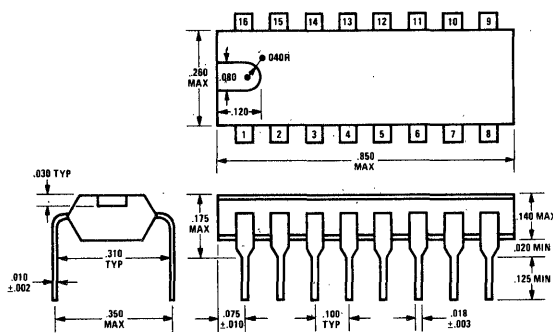 16 15 14 13 12 11 10 9
.040R
.260
MAX
.080
.120
1 2 3 4 5 6 7 8
.850
MAX
.030 TYP
.175
MAX
.140 MAX
.310
TYP
.020 MIN
.125 MIN
.010
±.002
.350
MAX
.075
±.010
.100
TYP
.018
±.003